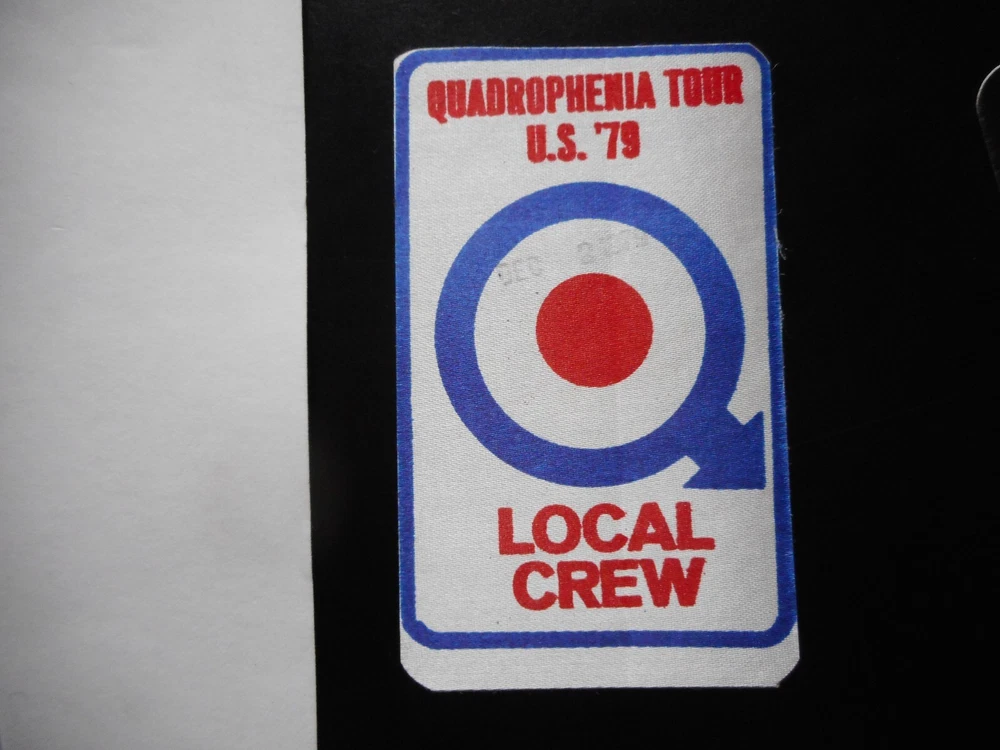 QUADROPHENIA TOUR
U.S. '79
LOCAL
CREW